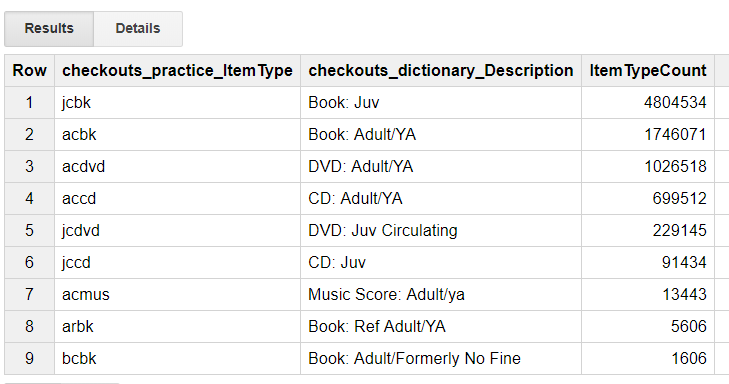 Results Details
Row checkouts_practice_ItemType checkouts_dictionary_Description ItemTypeCount
1 jcbk Book: Juv 4804534
2 acbk Book: Adult/YA 1746071
3 acdvd DVD: Adult/YA 1026518
4 accd CD: Adult/YA 699512
5 jcdvd DVD: Juv Circulating 229145
6 jccd CD: Juv 91434
7 acmus Music Score: Adult/ya 13443
8 arbk Book: Ref Adult/YA 5606
9 bcbk Book: Adult/Formerly No Fine 1606